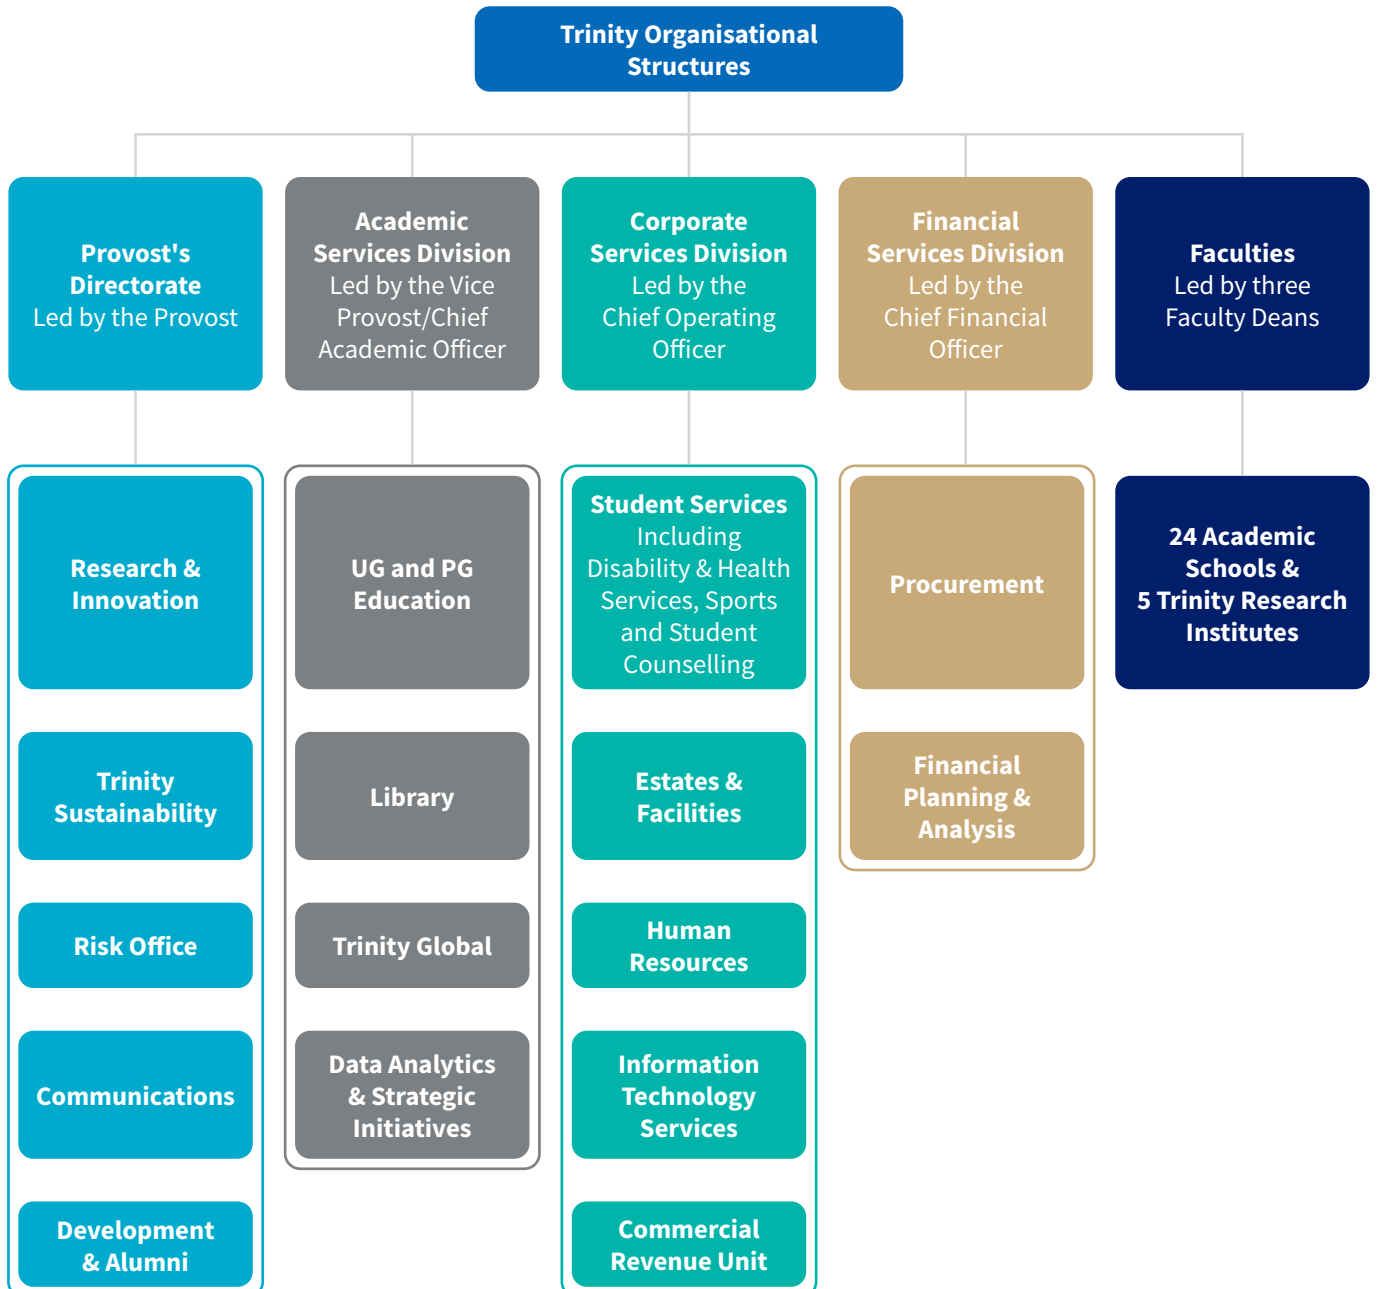 Trinity Organisational
Structures
Provost's
Directorate
Led by the Provost
Academic
Services Division
Led by the Vice
Provost/Chief
Academic Officer
Corporate
Services Division
Led by the
Chief Operating
Officer
Financial
Services Division
Led by the
Chief Financial
Officer
Faculties
Led by three
Faculty Deans
Research &
Innovation
UG and PG
Education
Student Services
Including
Disability & Health
Services, Sports
and Student
Counselling
Procurement
24 Academic
Schools &
5 Trinity Research
Institutes
Trinity
Sustainability
Library
Estates &
Facilities
Financial
Planning &
Analysis
Risk Office
Trinity Global
Human
Resources
Communications
Data Analytics
& Strategic
Initiatives
Information
Technology
Services
Development
& Alumni
Commercial
Revenue Unit